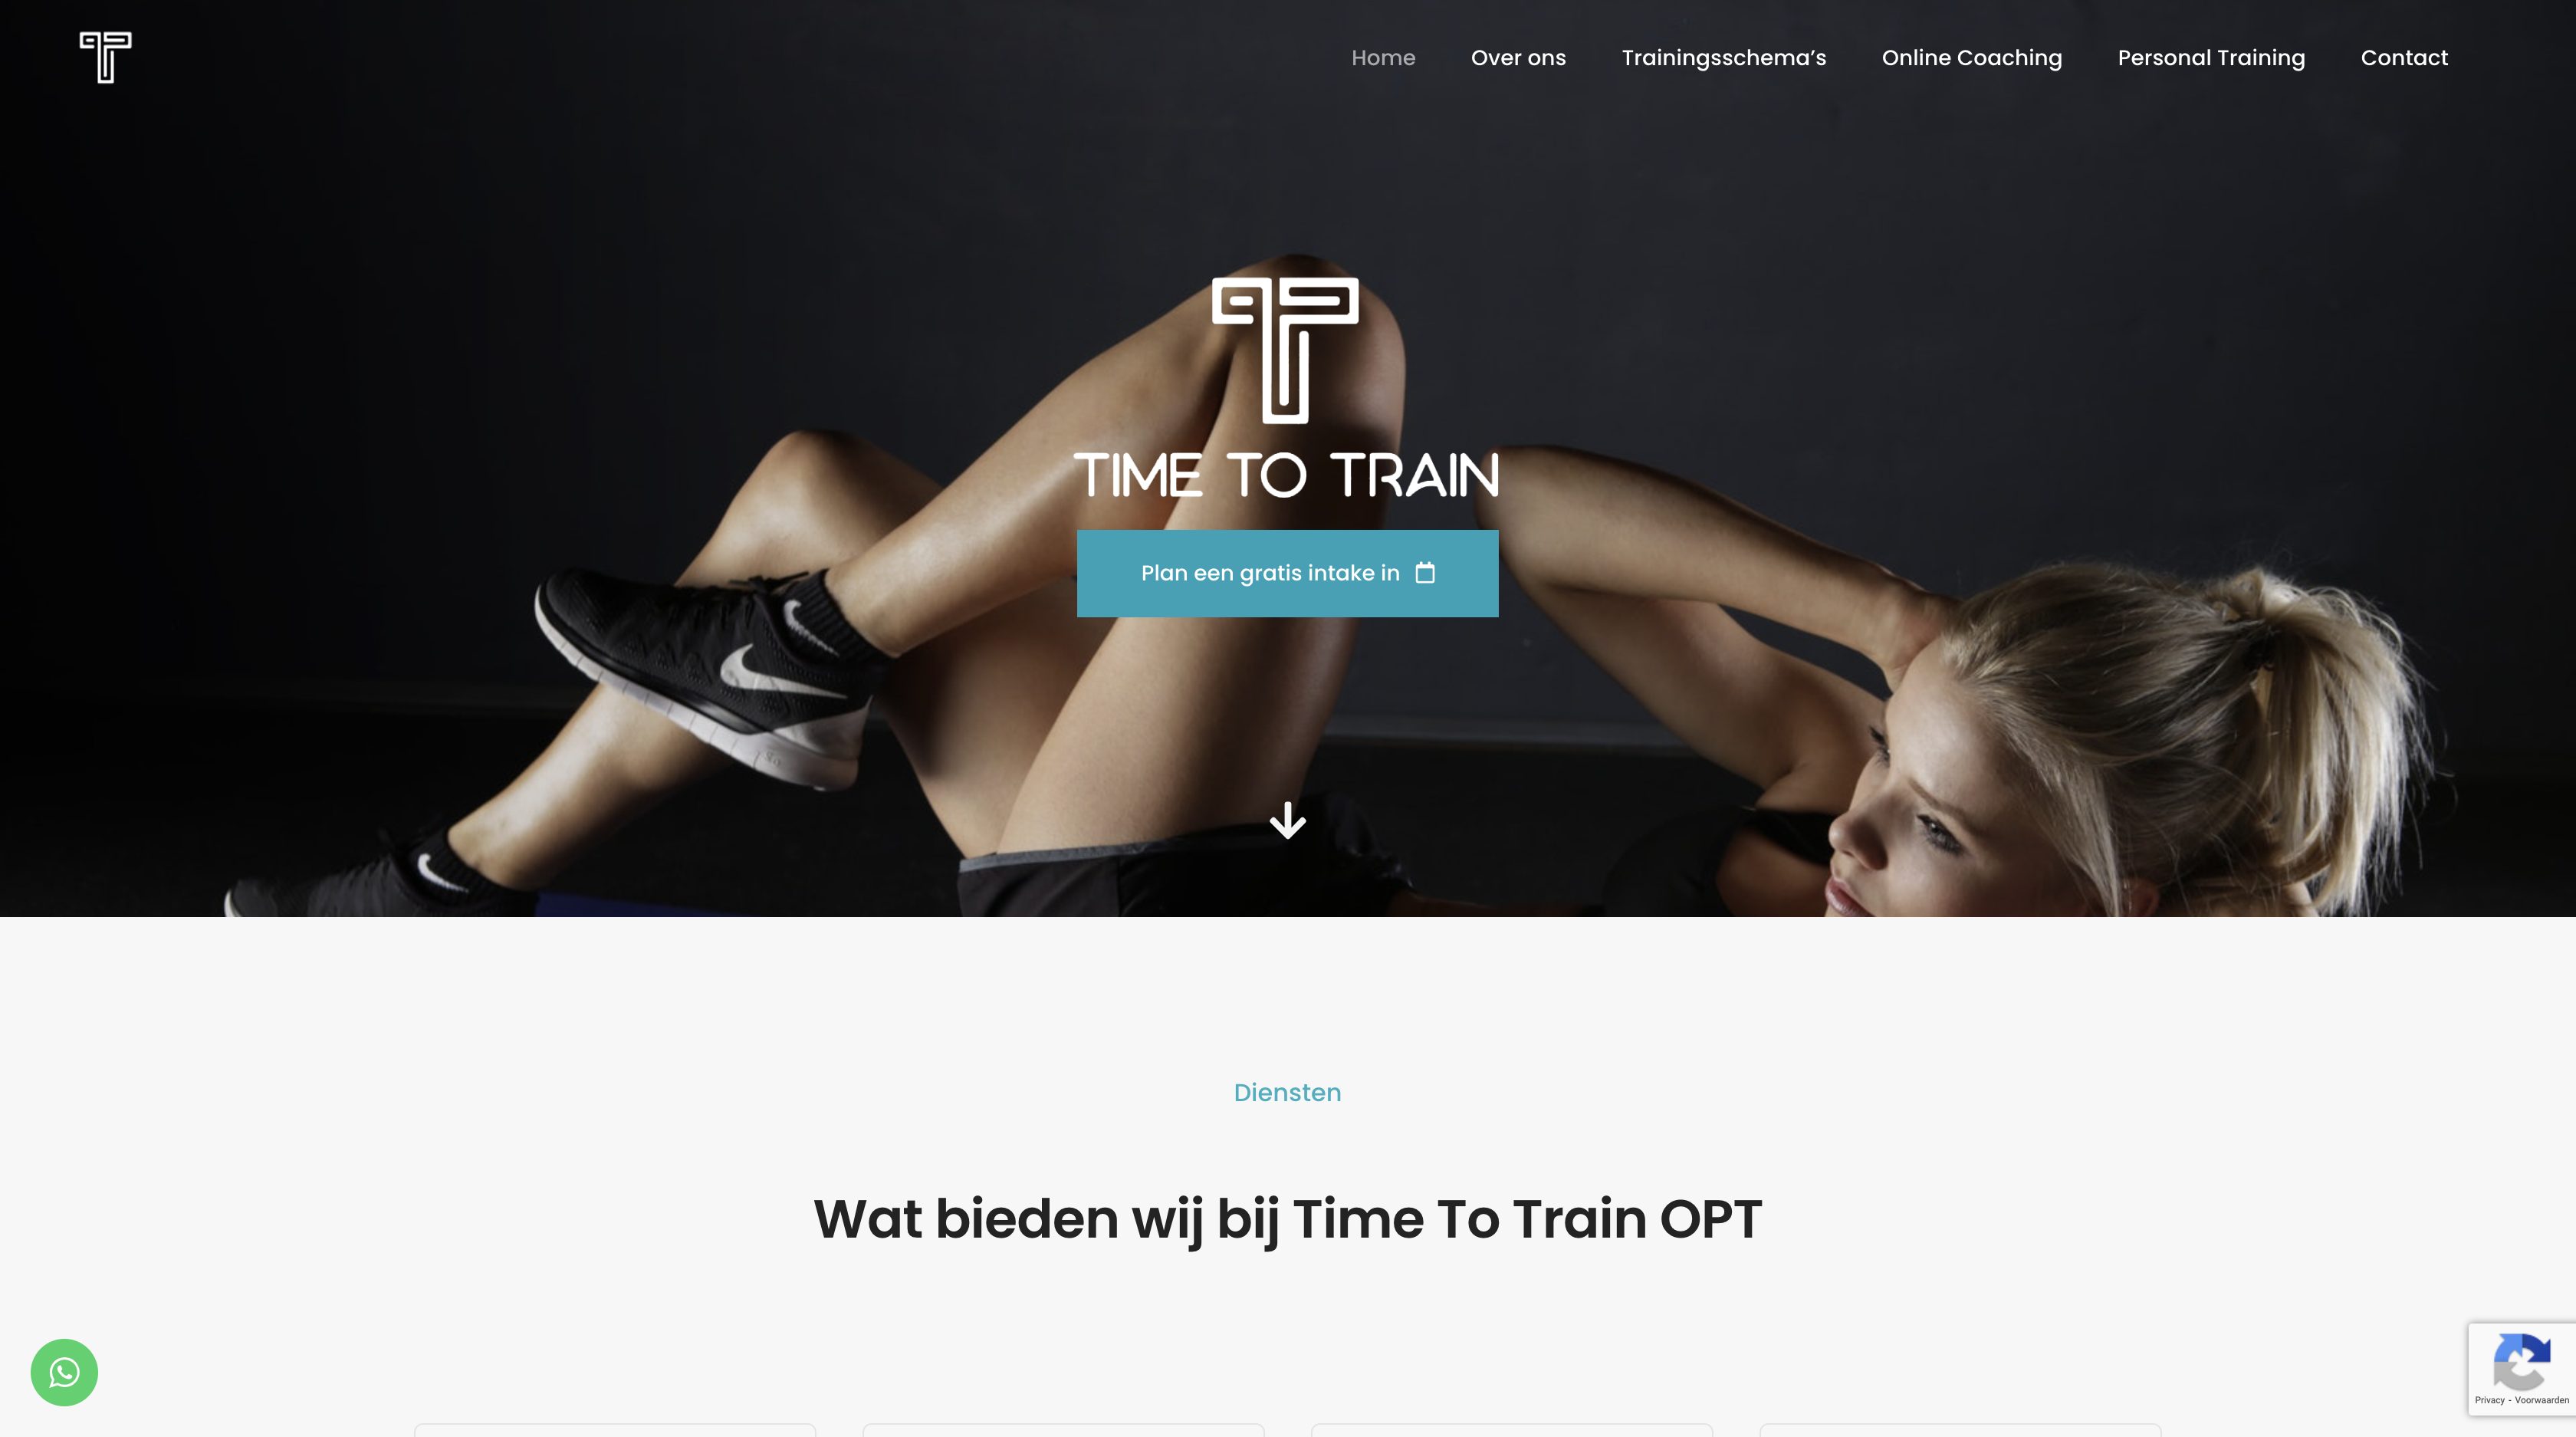 Home
Over ons
Trainingsschema’s
Online Coaching
Personal Training
Contact
TIME TO TRAIN
Plan een gratis intake in
Diensten
Wat bieden wij bij Time To Train OPT
Privacy - Voorwaarden